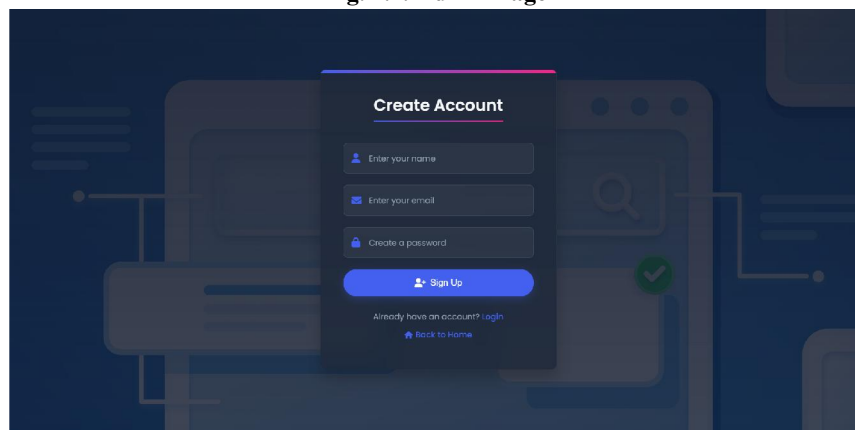 Create Account
Enter your name
Enter your email
Create a password
Sign Up
Already have an account? Login
Back to Home